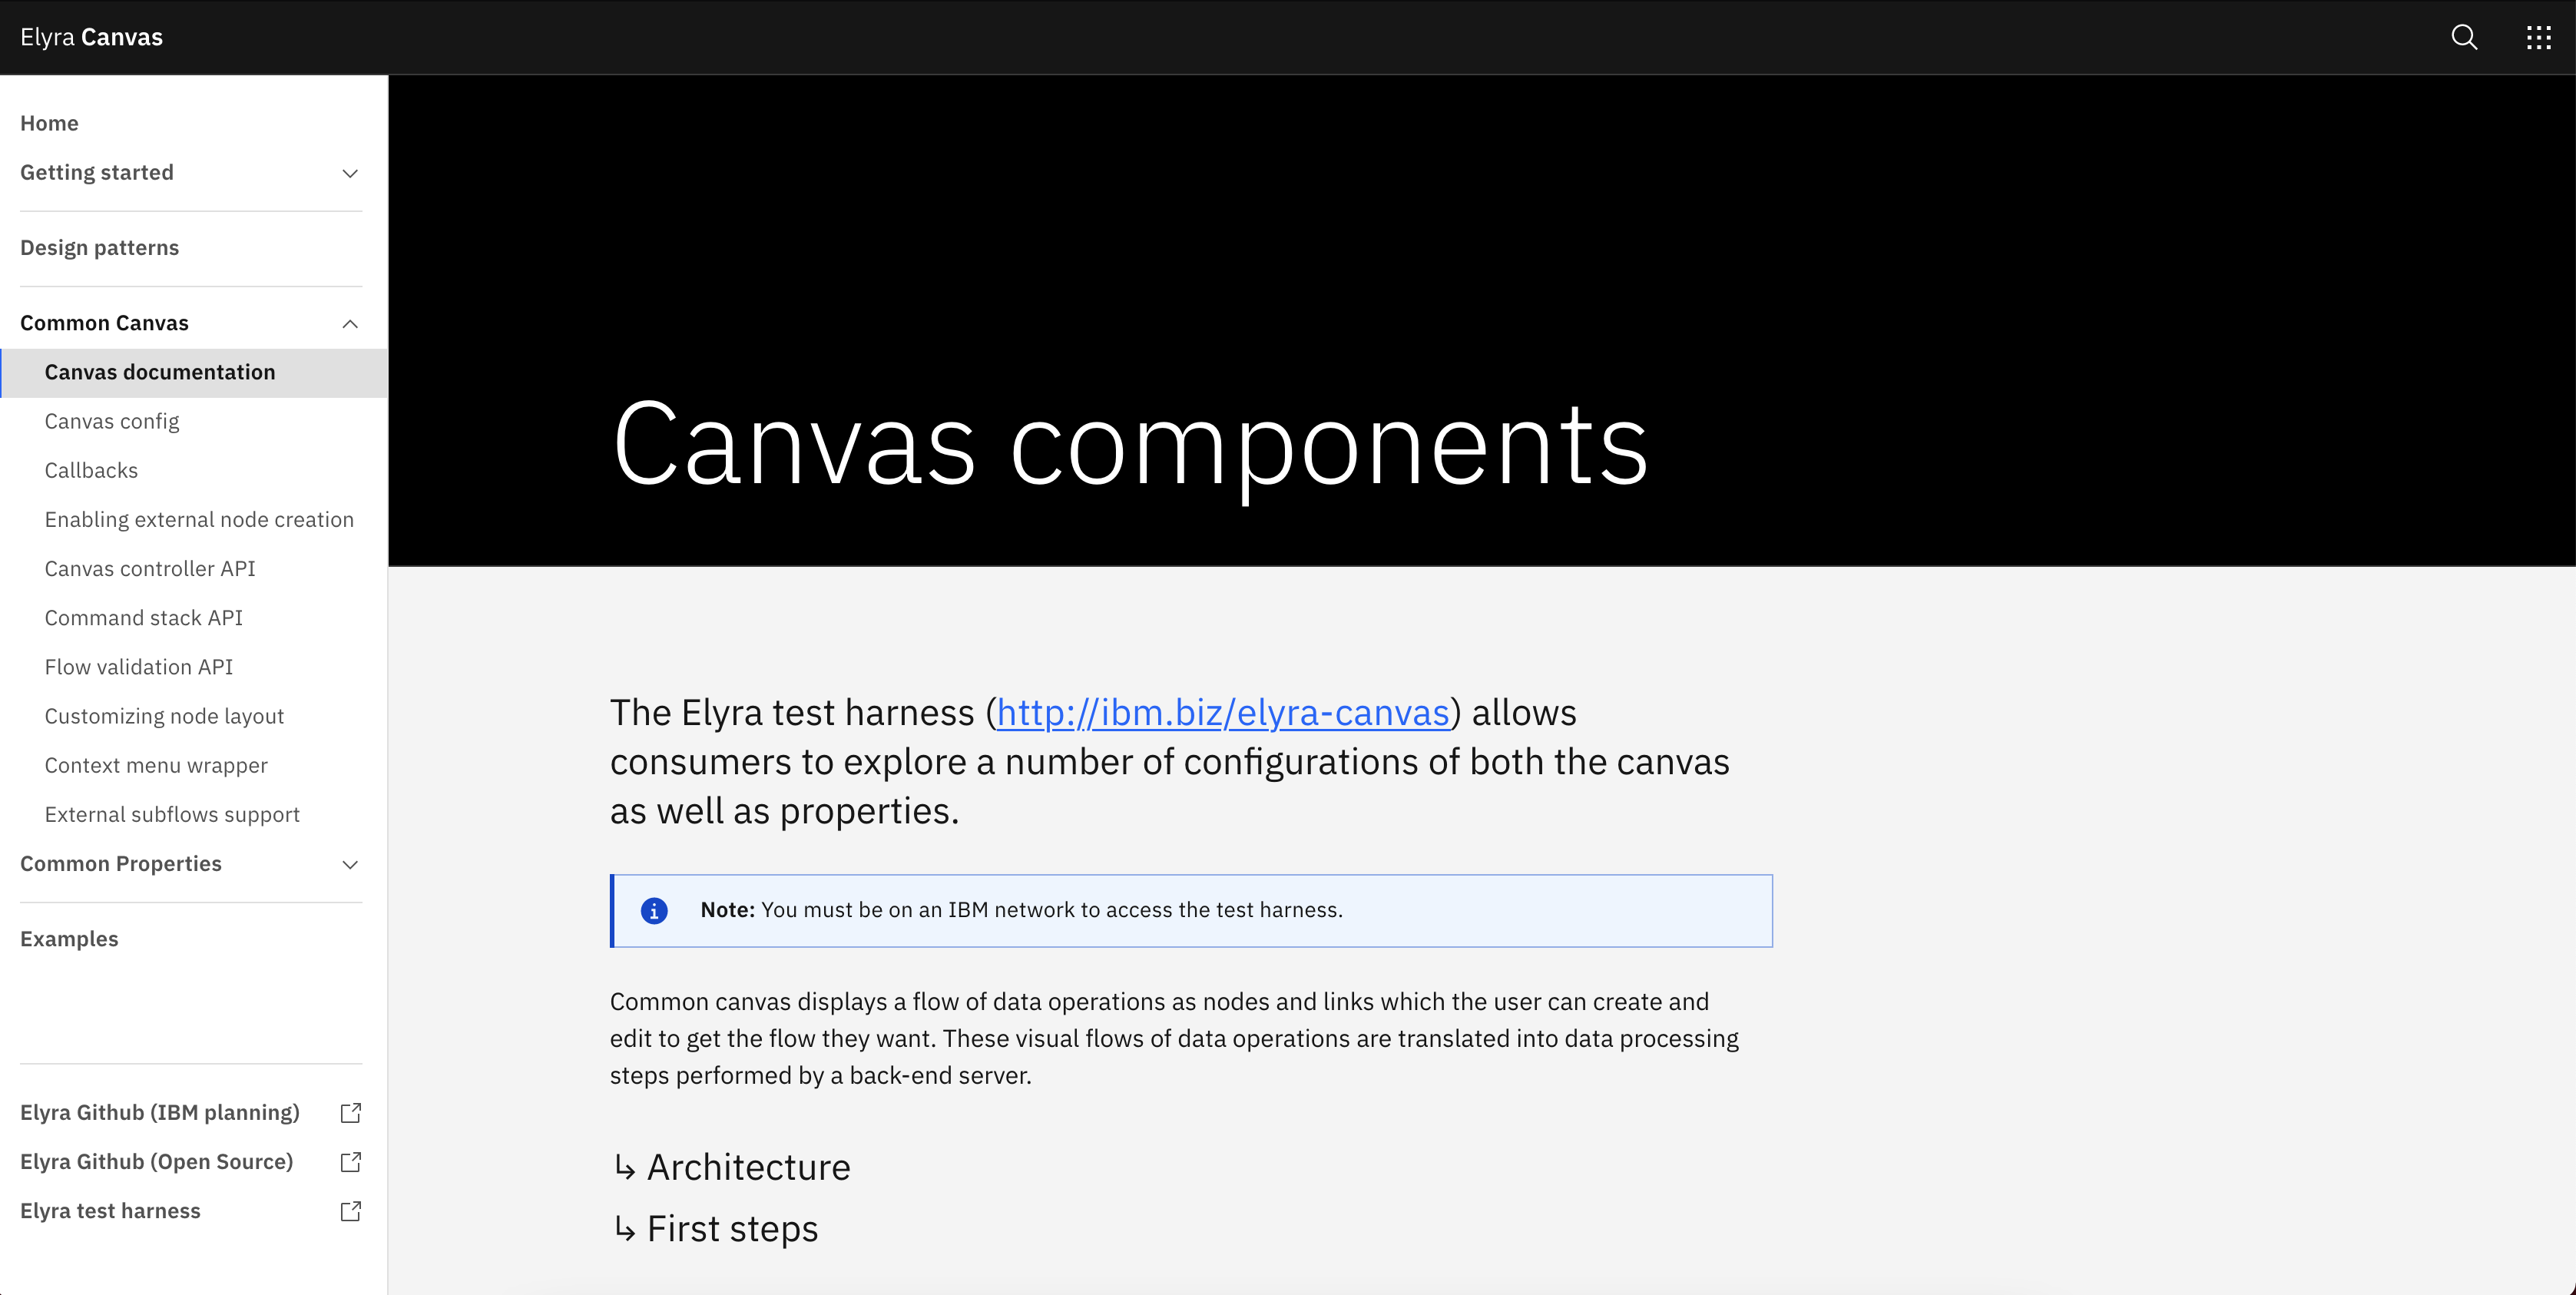 Elyra Canvas
Home
Getting started
Design patterns
Common Canvas
Canvas documentation
Canvas config
Callbacks
Enabling external node creation
Canvas controller API
Command stack API
Flow validation API
Customizing node layout
Context menu wrapper
External subflows support
Common Properties
Examples
Elyra Github (IBM planning)
Elyra Github (Open Source)
Elyra test harness
Canvas components
The Elyra test harness (http://ibm.biz/elyra-canvas) allows
consumers to explore a number of configurations of both the canvas
as well as properties.
Note: You must be on an IBM network to access the test harness.
Common canvas displays a flow of data operations as nodes and links which the user can create and
edit to get the flow they want. These visual flows of data operations are translated into data processing
steps performed by a back-end server.
↳ Architecture
↳ First steps